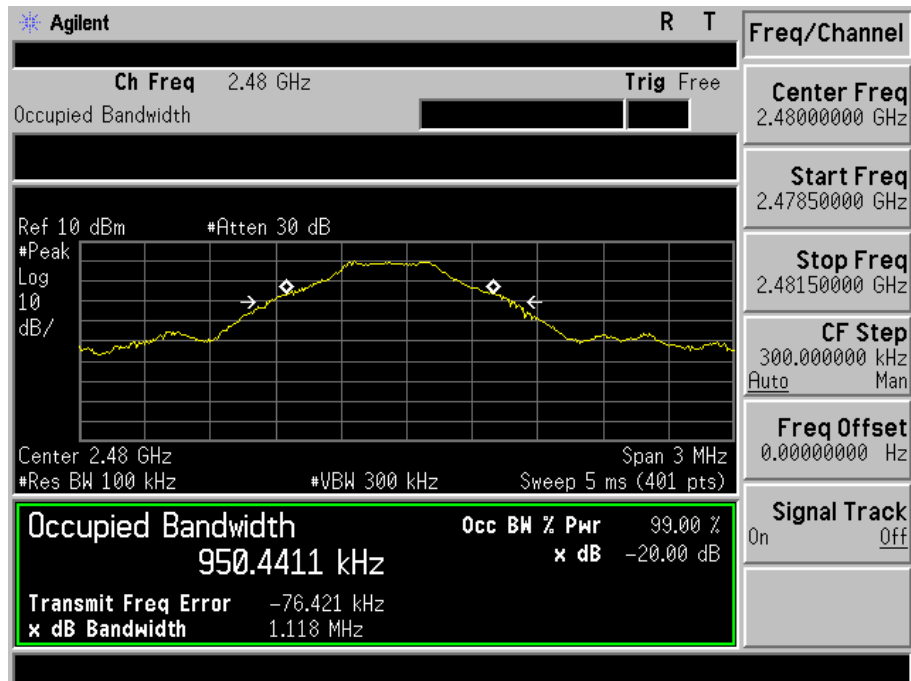 Agilent R T
Ch Freq 2.48 GHz Trig Free
Occupied Bandwidth
Ref 10 dBm #Atten 30 dB
#Peak
Log
10
dB/
Center 2.48 GHz Span 3 MHz
#Res BW 100 kHz #VBW 300 kHz Sweep 5 ms (401 pts)
Occupied Bandwidth Occ BW % Pwr 99.00 %
950.4411 kHz x dB -20.00 dB
Transmit Freq Error -76.421 kHz
x dB Bandwidth 1.118 MHz
Freq/Channel
Center Freq
2.48000000 GHz
Start Freq
2.47850000 GHz
Stop Freq
2.48150000 GHz
CF Step
300.000000 kHz
Auto Man
Freq Offset
0.00000000 Hz
Signal Track
On Off